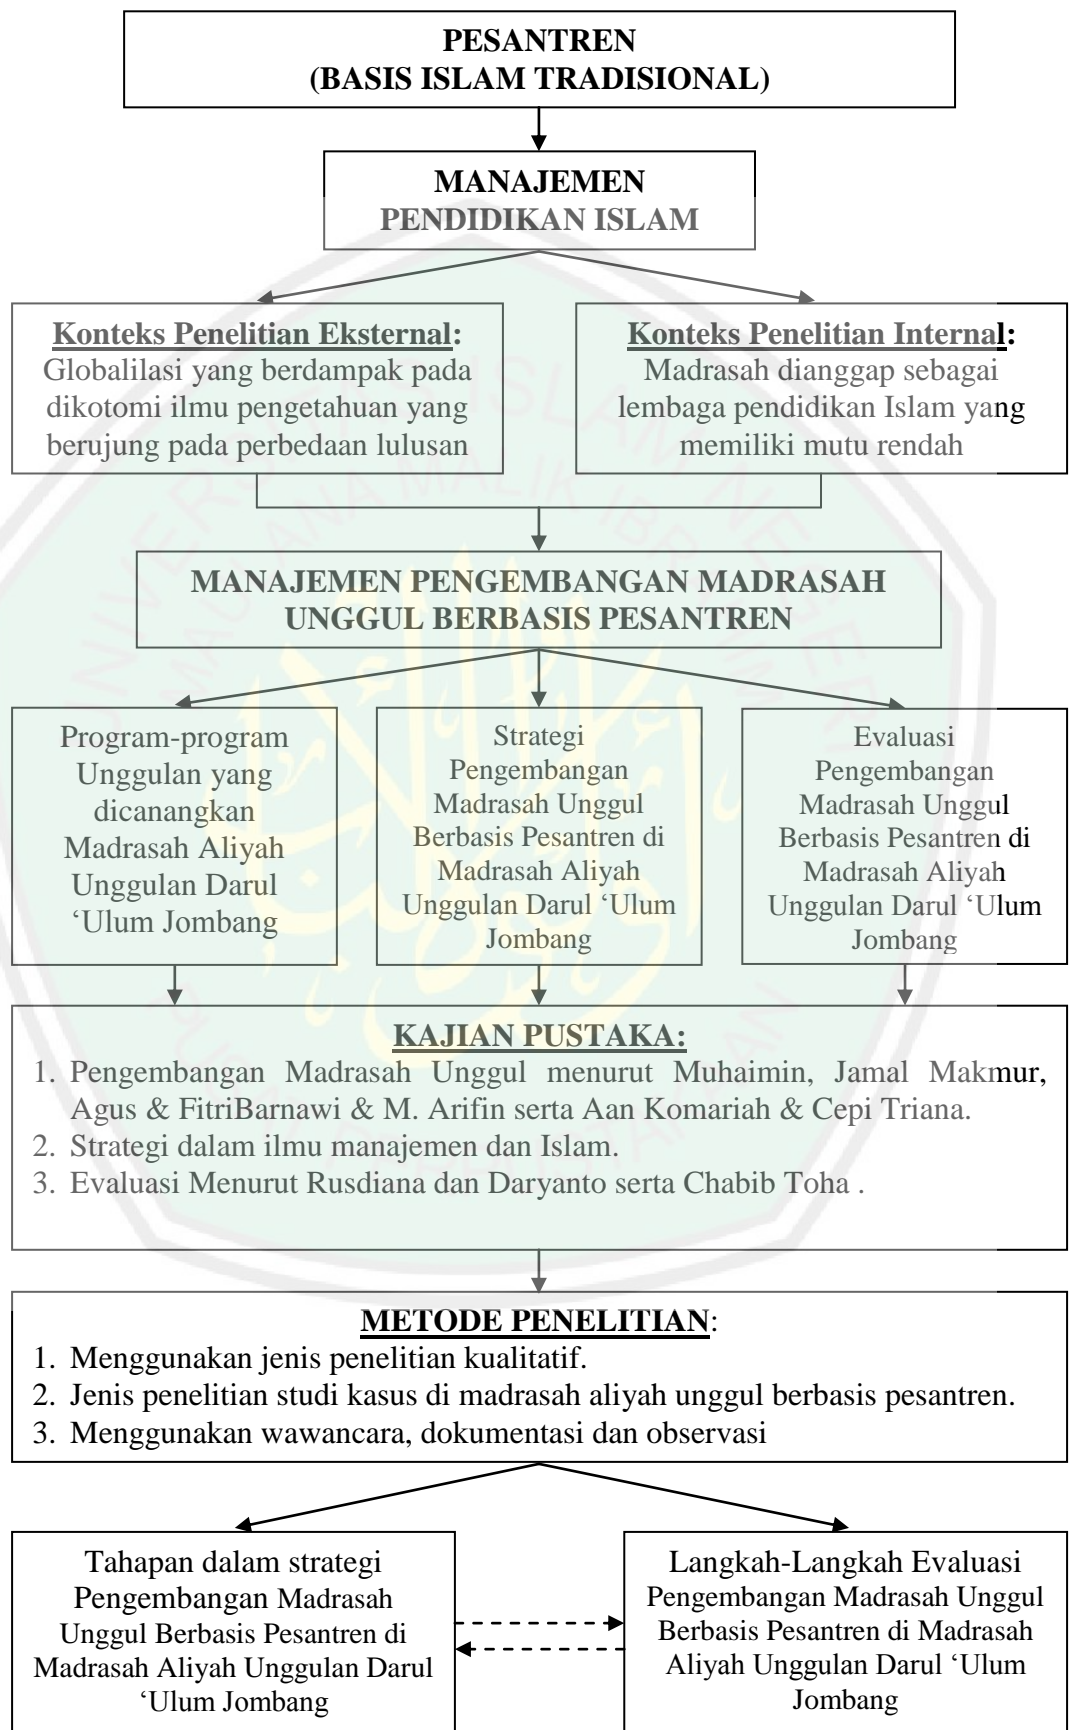 PESANTREN
(BASIS ISLAM TRADISIONAL)
MANAJEMEN
PENDIDIKAN ISLAM
Konteks Penelitian Eksternal:
Globalilasi yang berdampak pada
dikotomi ilmu pengetahuan yang
berujung pada perbedaan lulusan
Konteks Penelitian Internal:
Madrasah dianggap sebagai
lembaga pendidikan Islam yang
memiliki mutu rendah
MANAJEMEN PENGEMBANGAN MADRASAH
UNGGUL BERBASIS PESANTREN
Program-program
Unggulan yang
dicanangkan
Madrasah Aliyah
Unggulan Darul
‘Ulum Jombang
Strategi
Pengembangan
Madrasah Unggul
Berbasis Pesantren di
Madrasah Aliyah
Unggulan Darul ‘Ulum
Jombang
Evaluasi
Pengembangan
Madrasah Unggul
Berbasis Pesantren di
Madrasah Aliyah
Unggulan Darul ‘Ulum
Jombang
KAJIAN PUSTAKA:
1. Pengembangan Madrasah Unggul menurut Muhaimin, Jamal Makmur,
Agus & FitriBarnawi & M. Arifin serta Aan Komariah & Cepi Triana.
2. Strategi dalam ilmu manajemen dan Islam.
3. Evaluasi Menurut Rusdiana dan Daryanto serta Chabib Toha .
METODE PENELITIAN:
1. Menggunakan jenis penelitian kualitatif.
2. Jenis penelitian studi kasus di madrasah aliyah unggul berbasis pesantren.
3. Menggunakan wawancara, dokumentasi dan observasi
Tahapan dalam strategi
Pengembangan Madrasah
Unggul Berbasis Pesantren di
Madrasah Aliyah Unggulan Darul
‘Ulum Jombang
Langkah-Langkah Evaluasi
Pengembangan Madrasah Unggul
Berbasis Pesantren di Madrasah
Aliyah Unggulan Darul ‘Ulum
Jombang
UNIVERSITAS ISLAM NEGERI
MAULANA MALIK IBRAHIM
PUSAT PERPUSTAKAAN